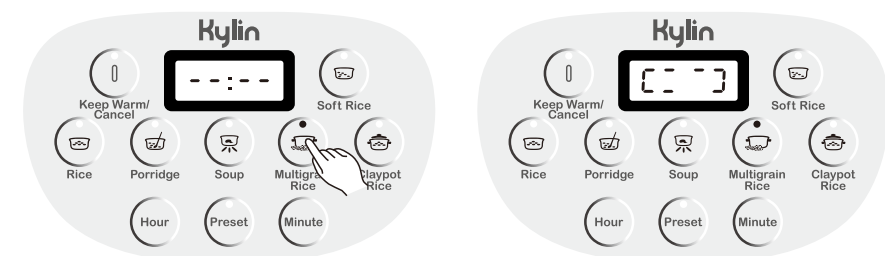 Kylin
--:--
Keep Warm/
Cancel
Soft Rice
Rice
Porridge
Soup
Multigra
Rice
Claypot
Rice
Hour
Preset
Minute
Kylin
Keep Warm/
Cancel
Soft Rice
Rice
Porridge
Soup
Multigrain
Rice
Claypot
Rice
Hour
Preset
Minute